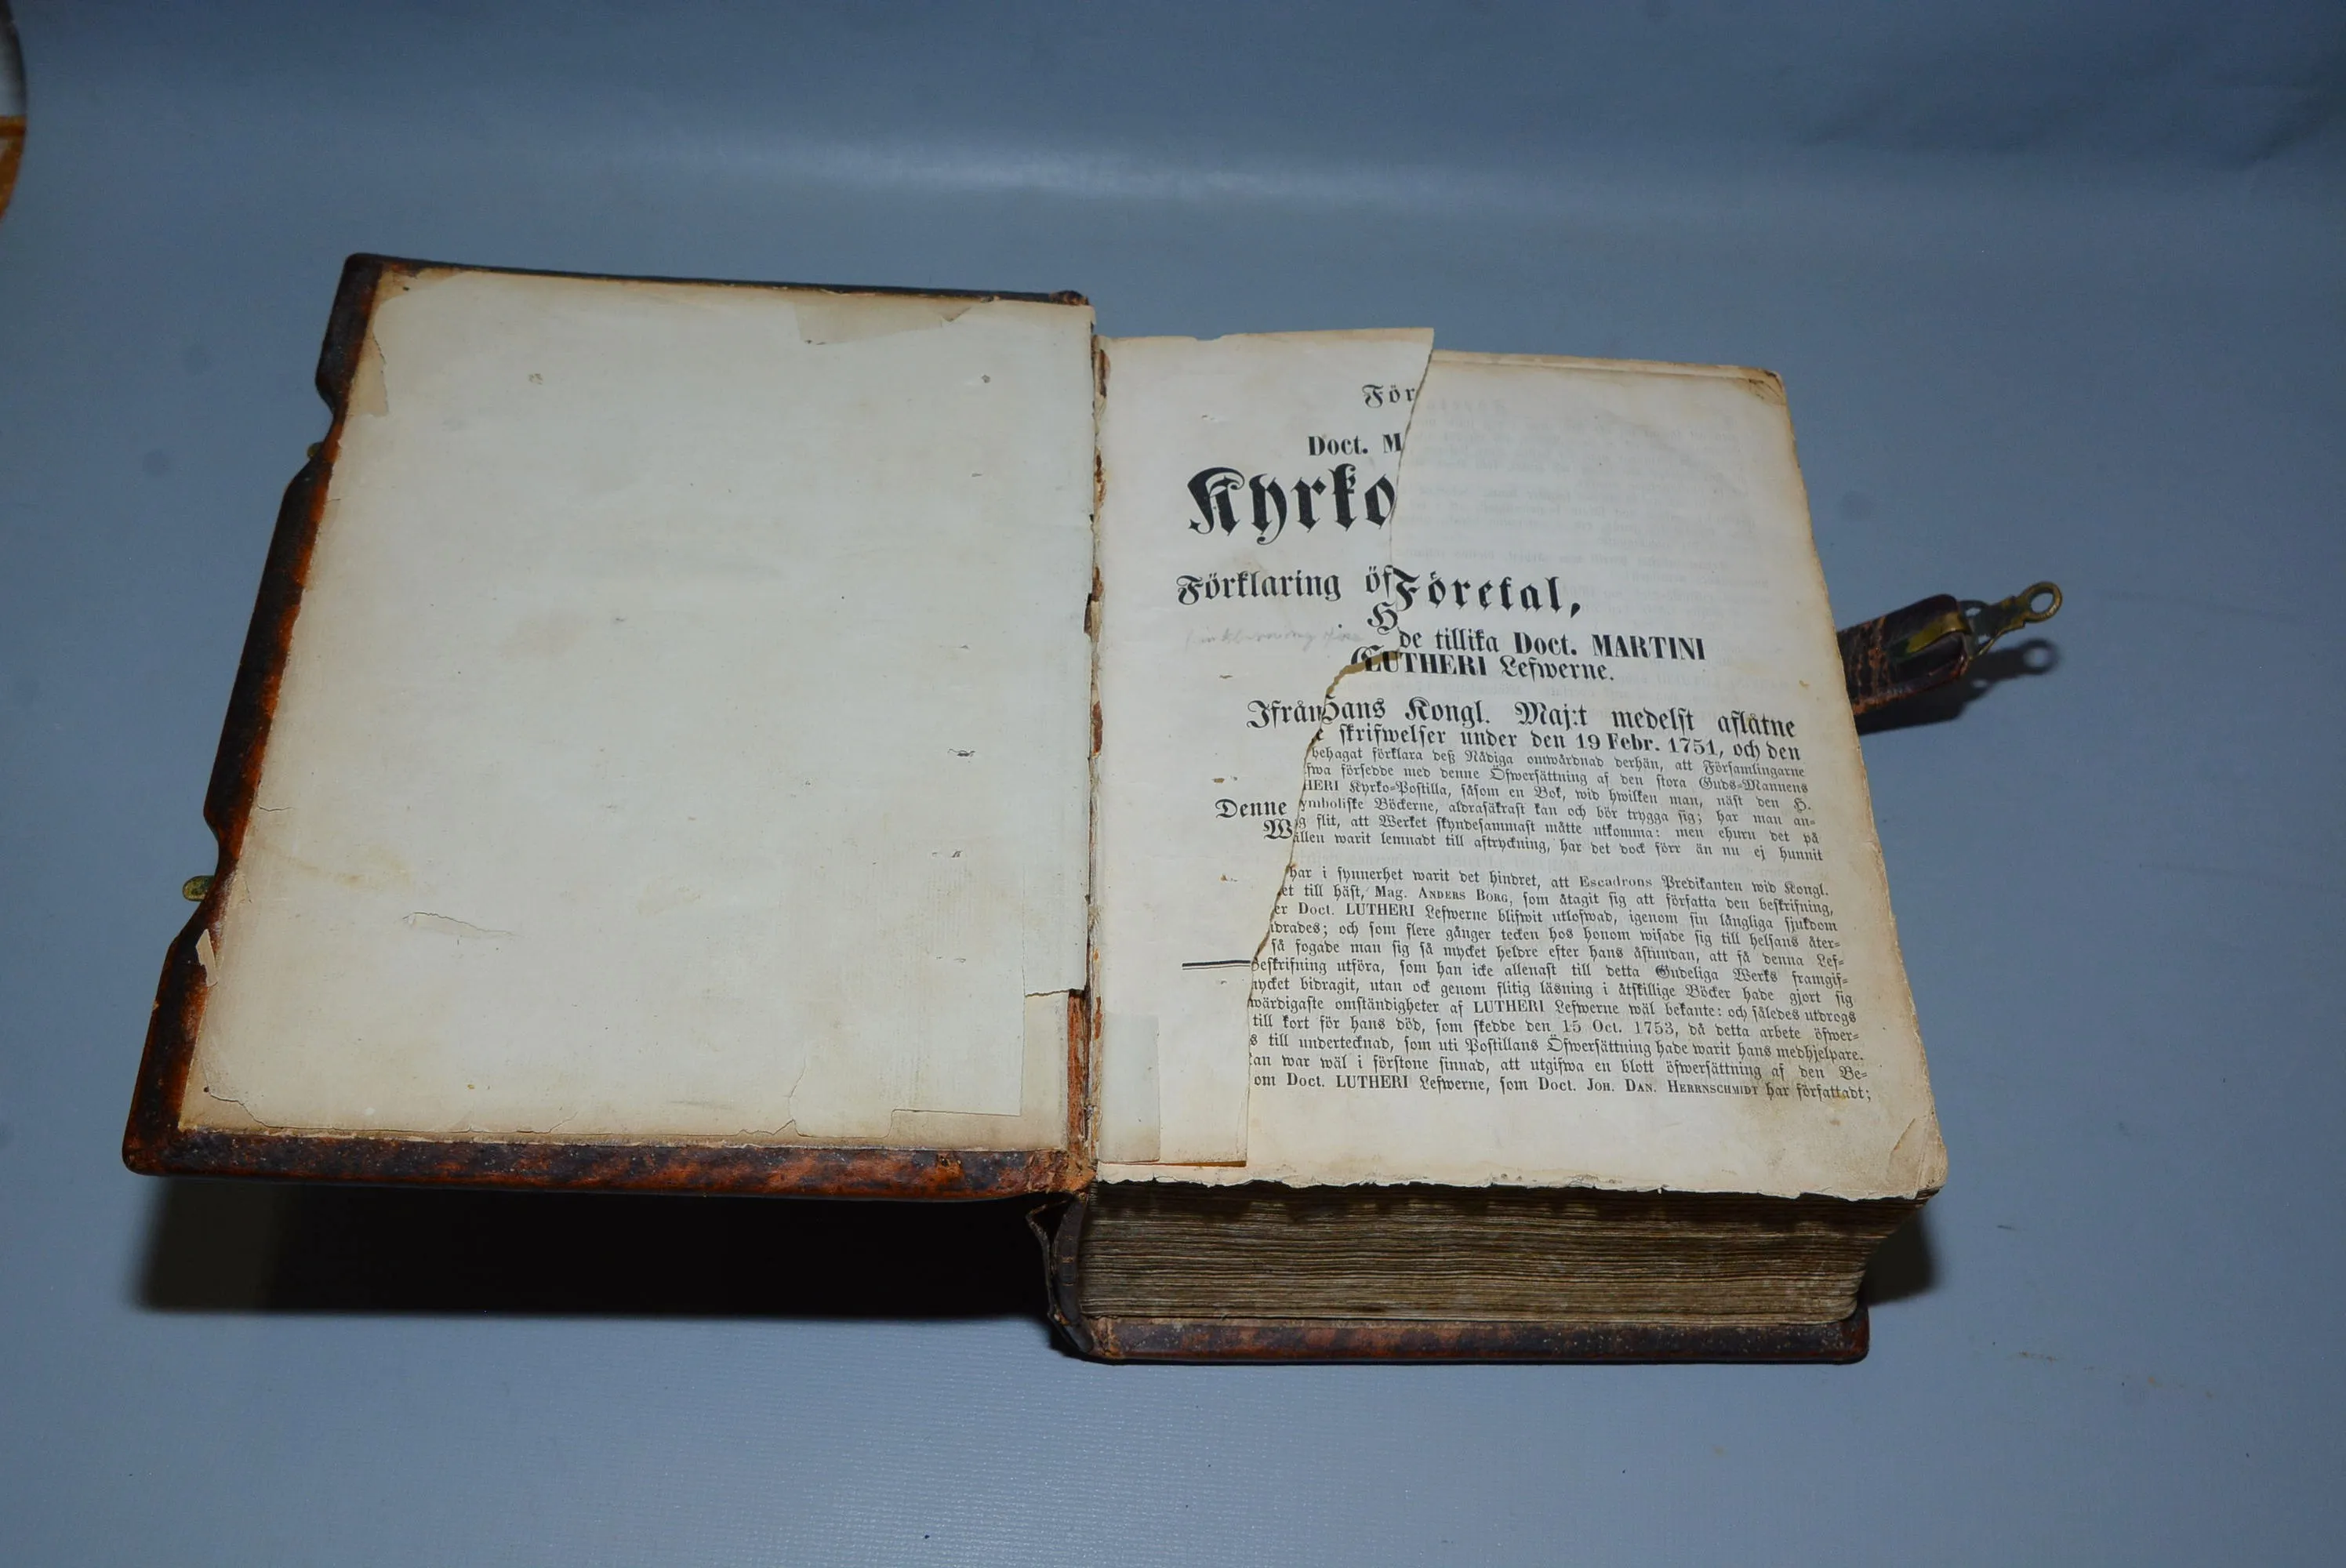 För
Doct. M
Kyrko
Förklaring öf
H
Ifrån
Denne
W
Företal,
de tillika Doct. MARTINI
LUTHERI Lefwerne.
Hans Kongl. Maj:t medelst aflåtne
skrifwelser under den 19 Febr. 1751, och den
behagat förklara deß Nådiga omwårdnad derhän, att Församlingarne
fwa försedde med denne Öfwersättning af den stora Guds-Mannens
HERI Kyrko-Postilla, såsom en Bok, wid hwilken man, näst den H.
ymboliske Böckerne, aldrasäkrast kan och bör trygga sig; har man an-
g flit, att Werket skyndesammast måtte utkomma: men ehuru det på
ällen warit lemnadt till aftryckning, har det dock förr än nu ej hunnit
har i synnerhet warit det hindret, att Escadrons Predikanten wid Kongl.
et till häst, Mag. ANDERS BORG, som åtagit sig att författa den beskrifning,
er Doct. LUTHERI Lefwerne blifwit utlofwad, igenom sin långliga sjukdom
drades; och som flere gånger tecken hos honom wisade sig till helsans åter-
så fogade man sig så mycket heldre efter hans åstundan, att få denna Lef-
beskrifning utföra, som han icke allenast till detta Gudeliga Werks framgif-
ycket bidragit, utan ock genom flitig läsning i åtskillige Böcker hade gjort sig
wärdigaste omständigheter af LUTHERI Lefwerne wäl bekante: och således utdrogs
till kort för hans död, som skedde den 15 Oct. 1753, då detta arbete öfwer-
s till undertecknad, som uti Postillans Öfwersättning hade warit hans medhjelpare.
an war wäl i förstone sinnad, att utgifwa en blott öfwersättning af den Be-
om Doct. LUTHERI Lefwerne, som Doct. JOH. DAN. HERRNSCHMIDT har författadt;